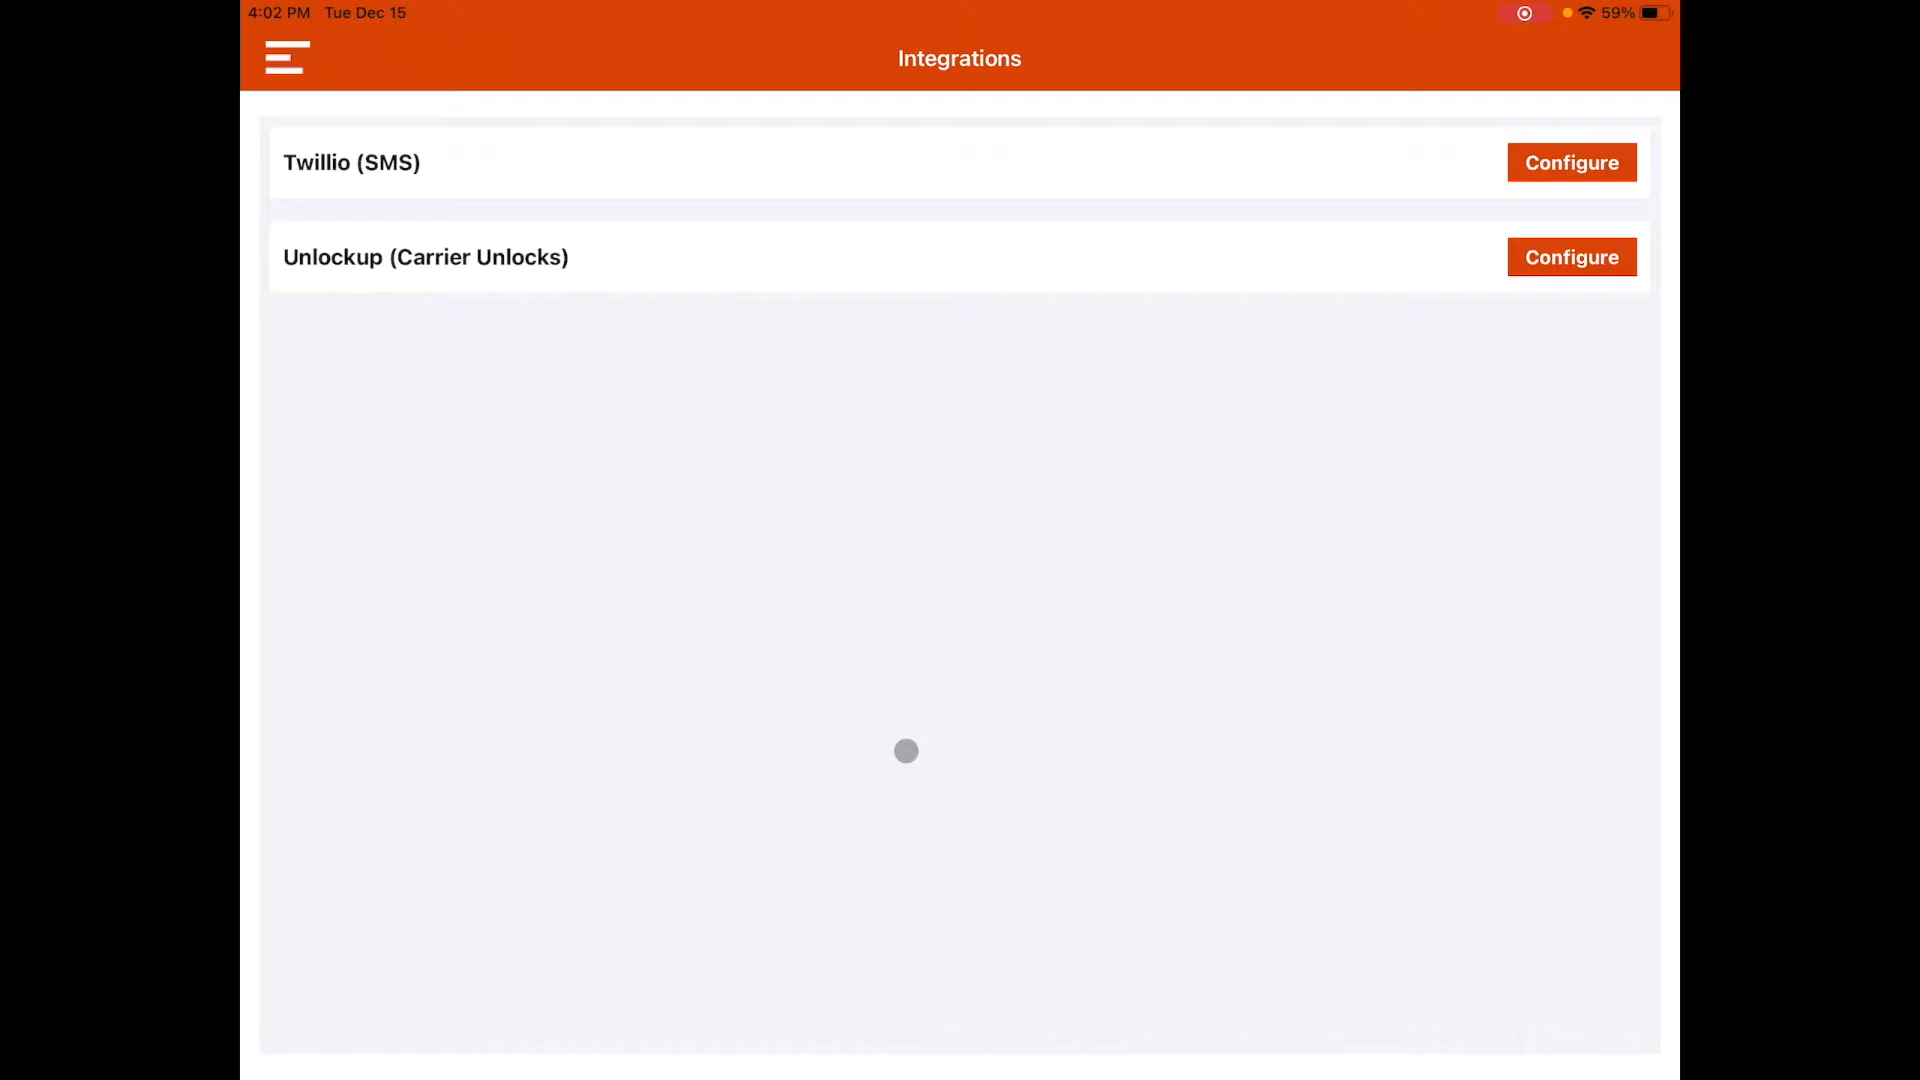 4:02 PM Tue Dec 15
59%
Integrations
Twillio (SMS)
Configure
Unlockup (Carrier Unlocks)
Configure